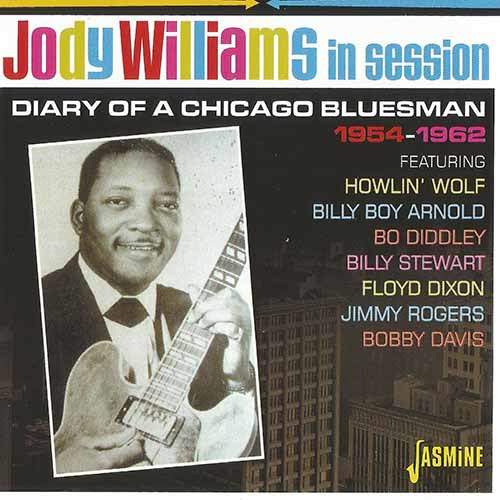 Jody Williams in session
DIARY OF A CHICAGO BLUESMAN
1954-1962
FEATURING
HOWLIN' WOLF
BILLY BOY ARNOLD
BO DIDDLEY
BILLY STEWART
FLOYD DIXON
JIMMY ROGERS
BOBBY DAVIS
JASMINE